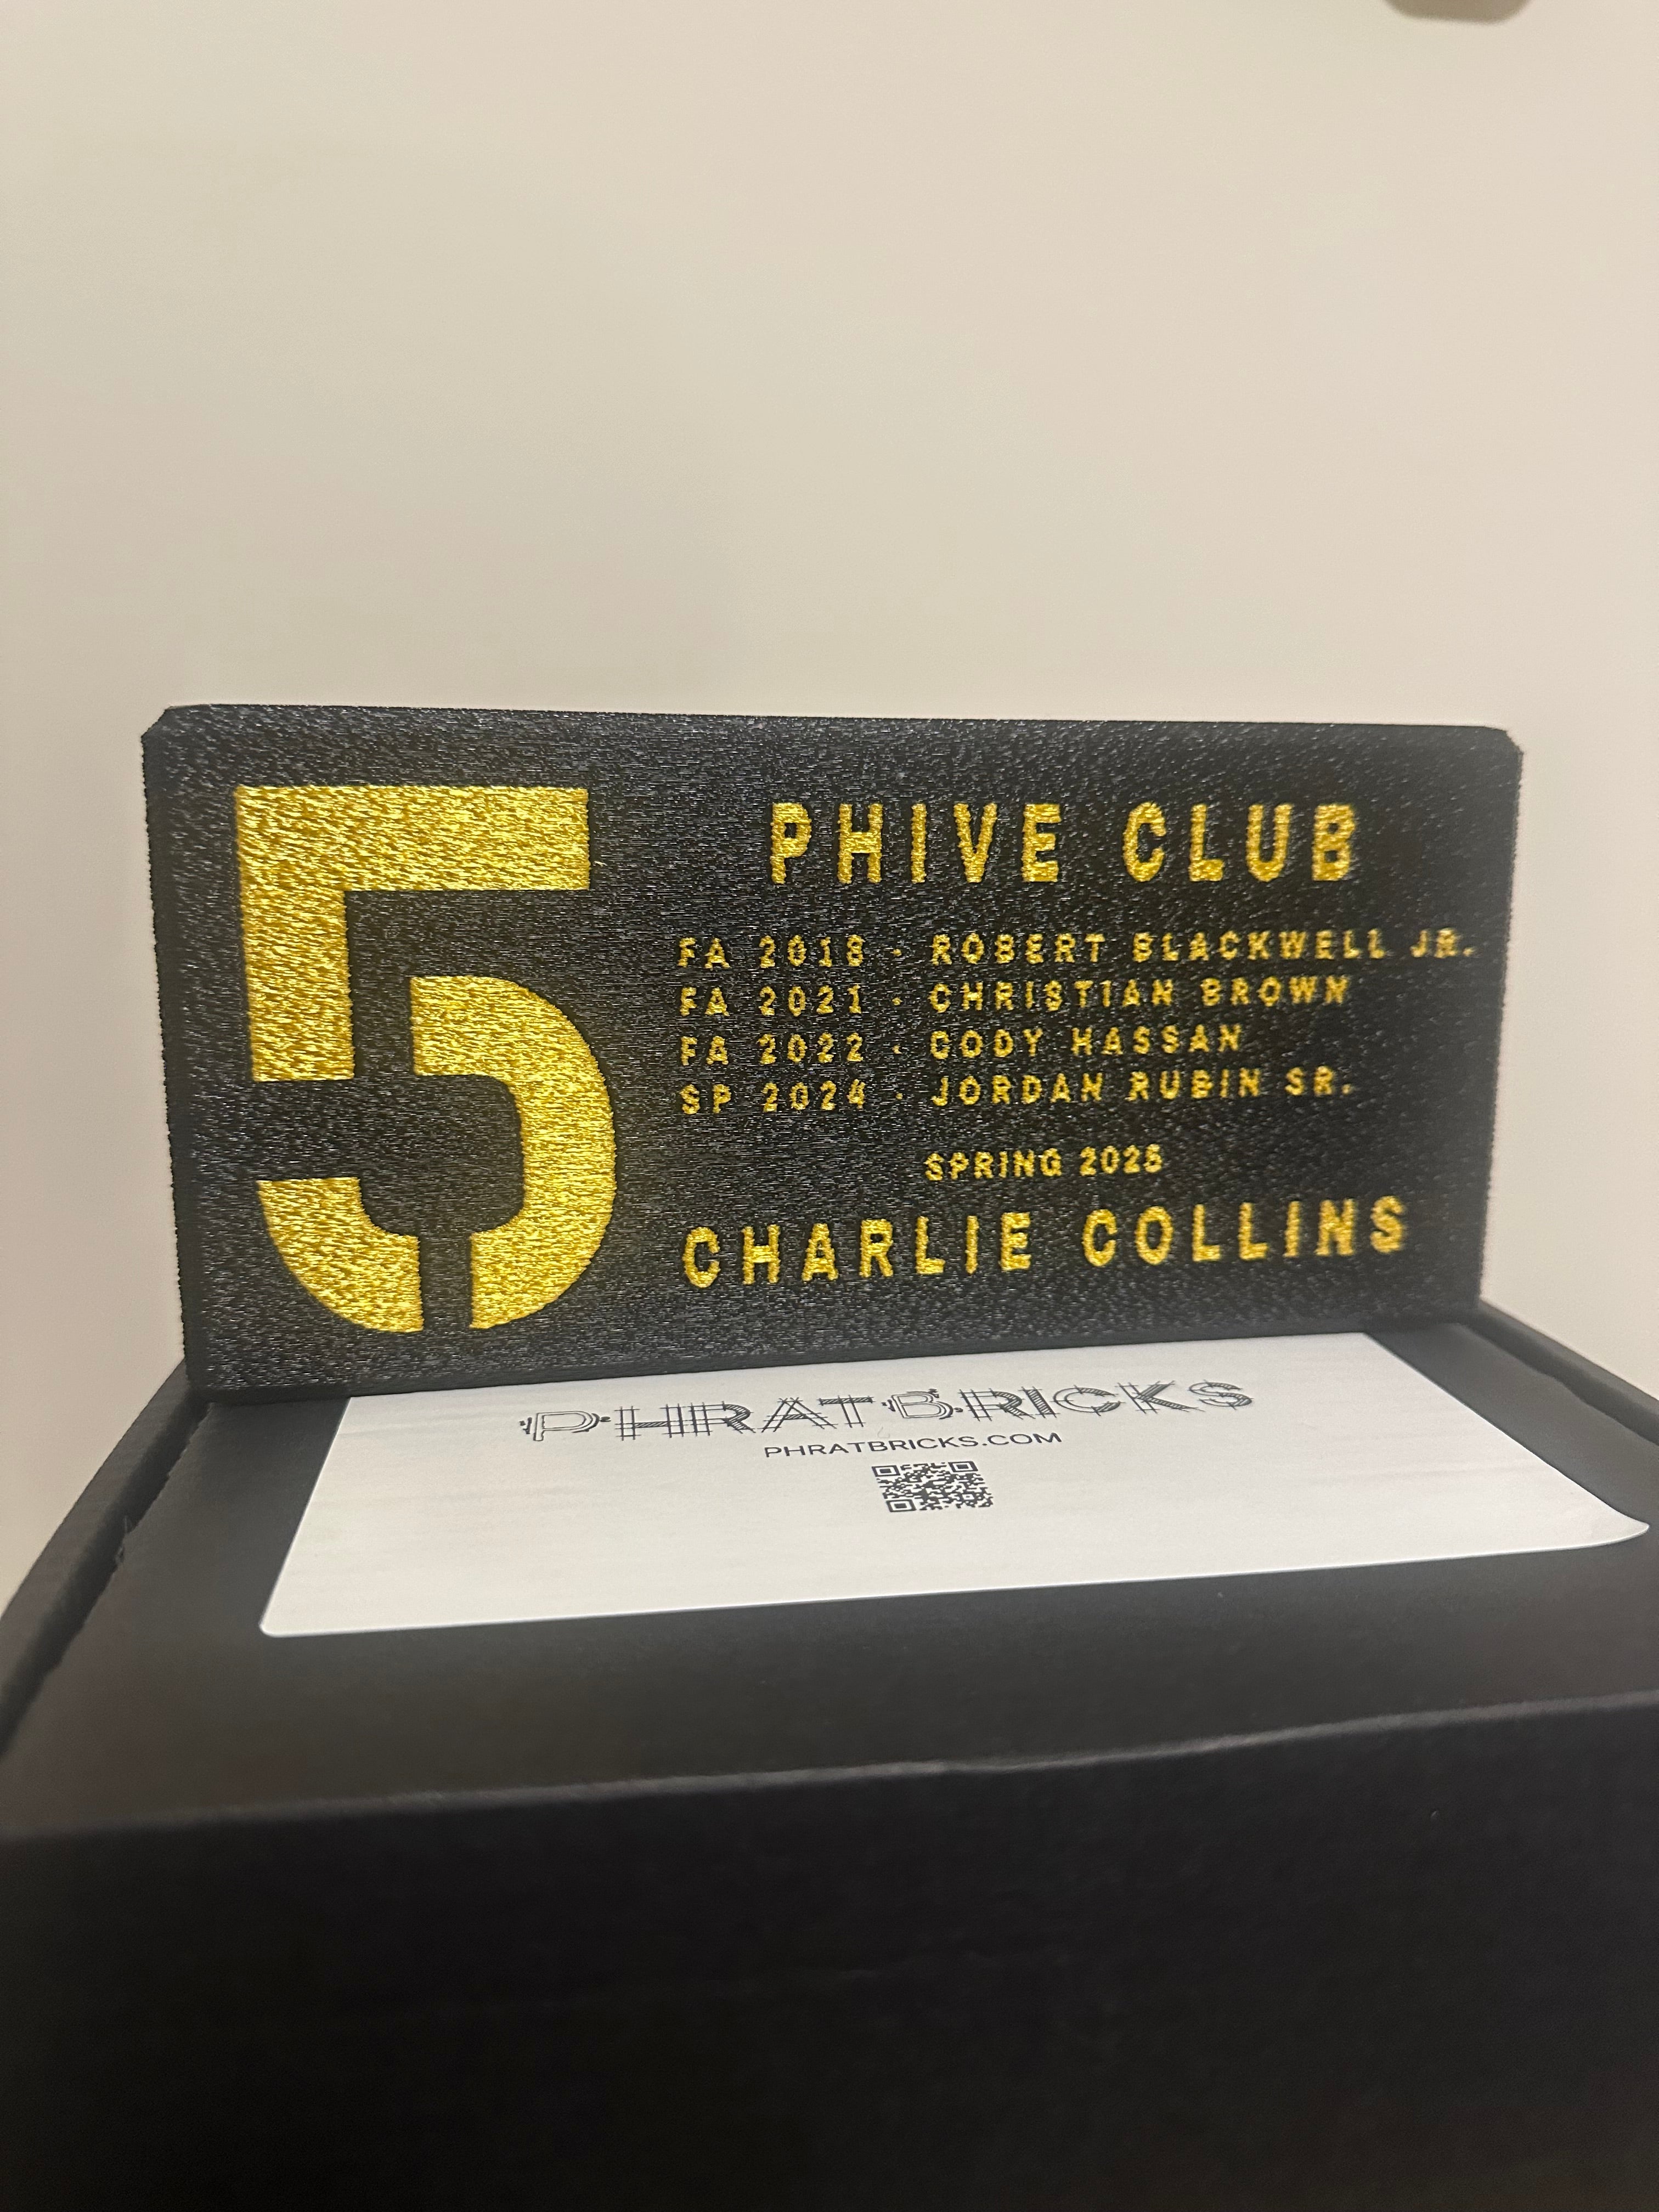 5
PHIVE CLUB
FA 2018 - ROBERT BLACKWELL JR.
FA 2021 - CHRISTIAN BROWN
FA 2022 - CODY HASSAN
SP 2024 - JORDAN RUBIN SR.
SPRING 2025
CHARLIE COLLINS
PHRATBRICKS
PHRATBRICKS.COM